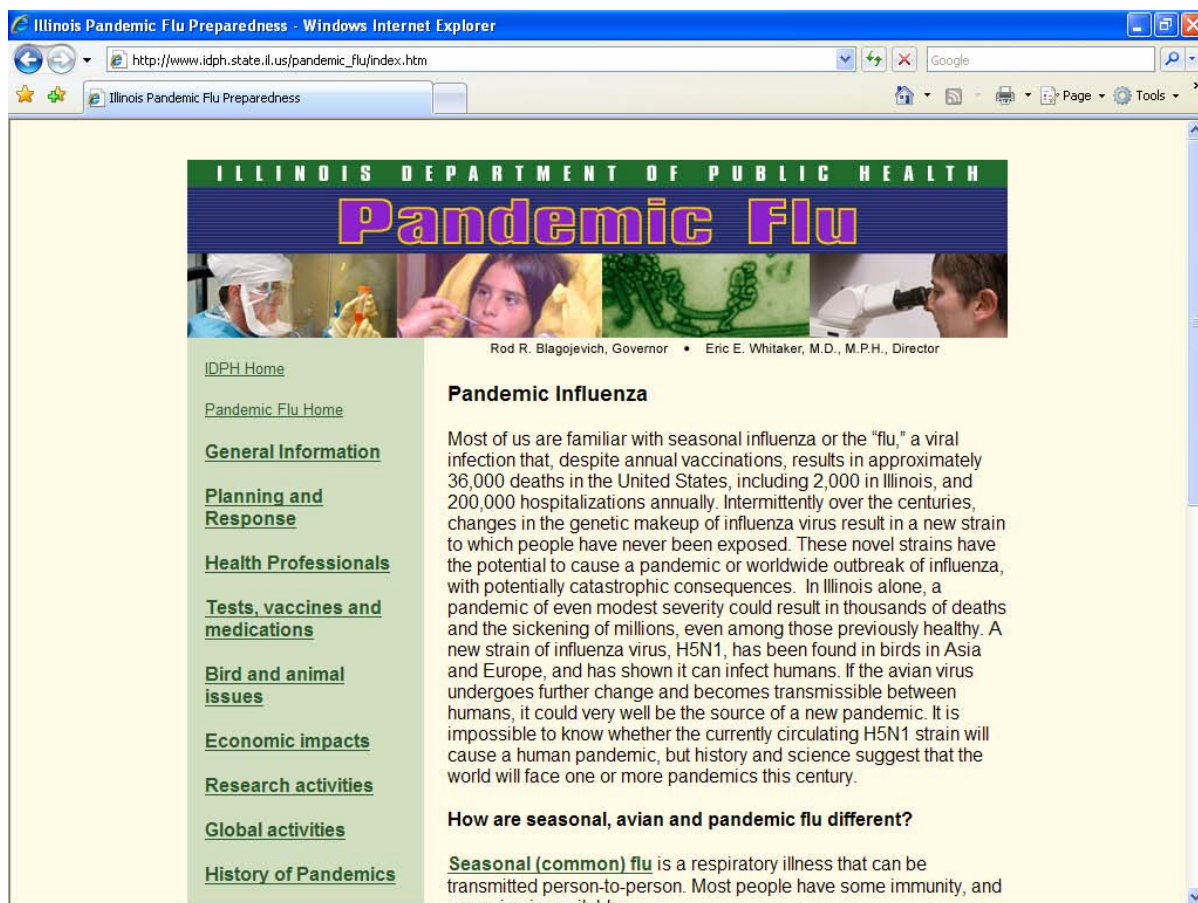 Illinois Pandemic Flu Preparedness - Windows Internet Explorer
http://www.idph.state.il.us/pandemic_flu/index.htm
Google
Illinois Pandemic Flu Preparedness
Page
Tools
ILLINOIS DEPARTMENT OF PUBLIC HEALTH
Pandemic Flu
Rod R. Blagojevich, Governor • Eric E. Whitaker, M.D., M.P.H., Director
IDPH Home
Pandemic Flu Home
General Information
Planning and
Response
Health Professionals
Tests, vaccines and
medications
Bird and animal
issues
Economic impacts
Research activities
Global activities
History of Pandemics
Pandemic Influenza
Most of us are familiar with seasonal influenza or the “flu,” a viral
infection that, despite annual vaccinations, results in approximately
36,000 deaths in the United States, including 2,000 in Illinois, and
200,000 hospitalizations annually. Intermittently over the centuries,
changes in the genetic makeup of influenza virus result in a new strain
to which people have never been exposed. These novel strains have
the potential to cause a pandemic or worldwide outbreak of influenza,
with potentially catastrophic consequences.  In Illinois alone, a
pandemic of even modest severity could result in thousands of deaths
and the sickening of millions, even among those previously healthy. A
new strain of influenza virus, H5N1, has been found in birds in Asia
and Europe, and has shown it can infect humans. If the avian virus
undergoes further change and becomes transmissible between
humans, it could very well be the source of a new pandemic. It is
impossible to know whether the currently circulating H5N1 strain will
cause a human pandemic, but history and science suggest that the
world will face one or more pandemics this century.
How are seasonal, avian and pandemic flu different?
Seasonal (common) flu is a respiratory illness that can be
transmitted person-to-person. Most people have some immunity, and